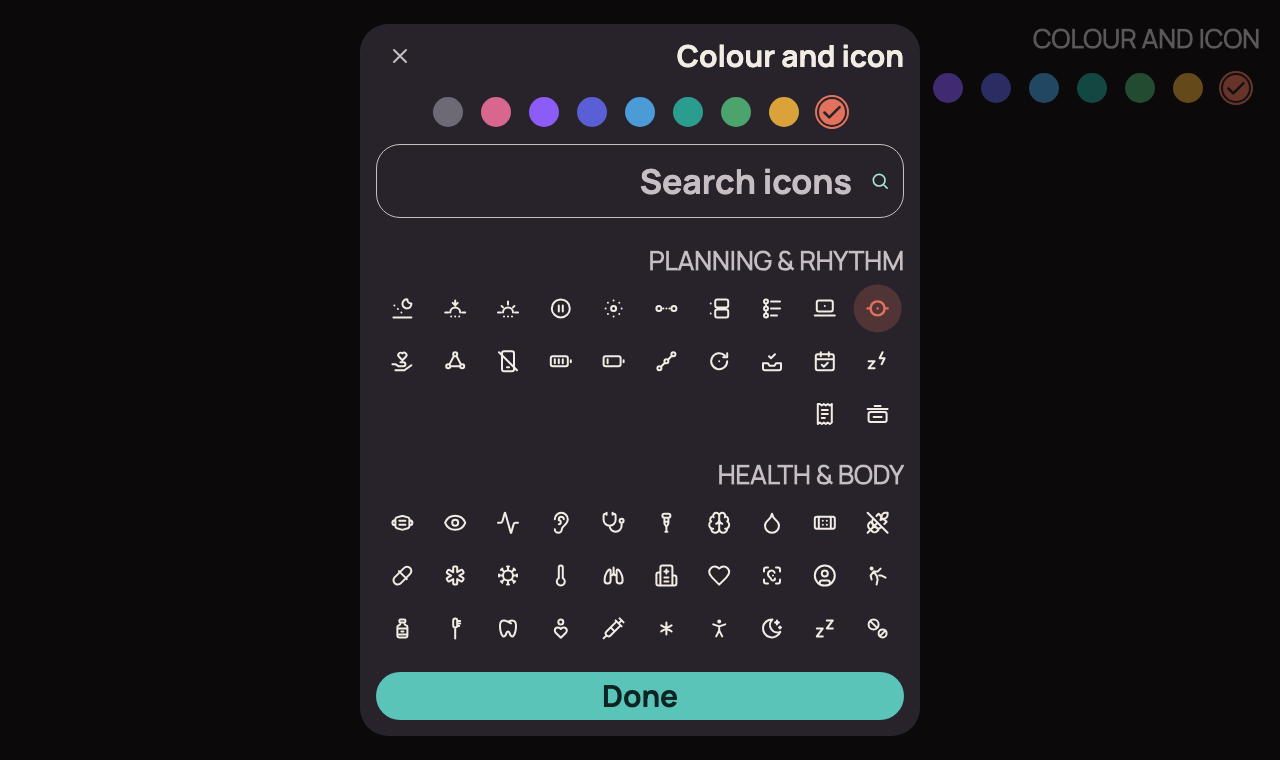 COLOUR AND ICON
Colour and icon
Search icons
PLANNING & RHYTHM
HEALTH & BODY
Done